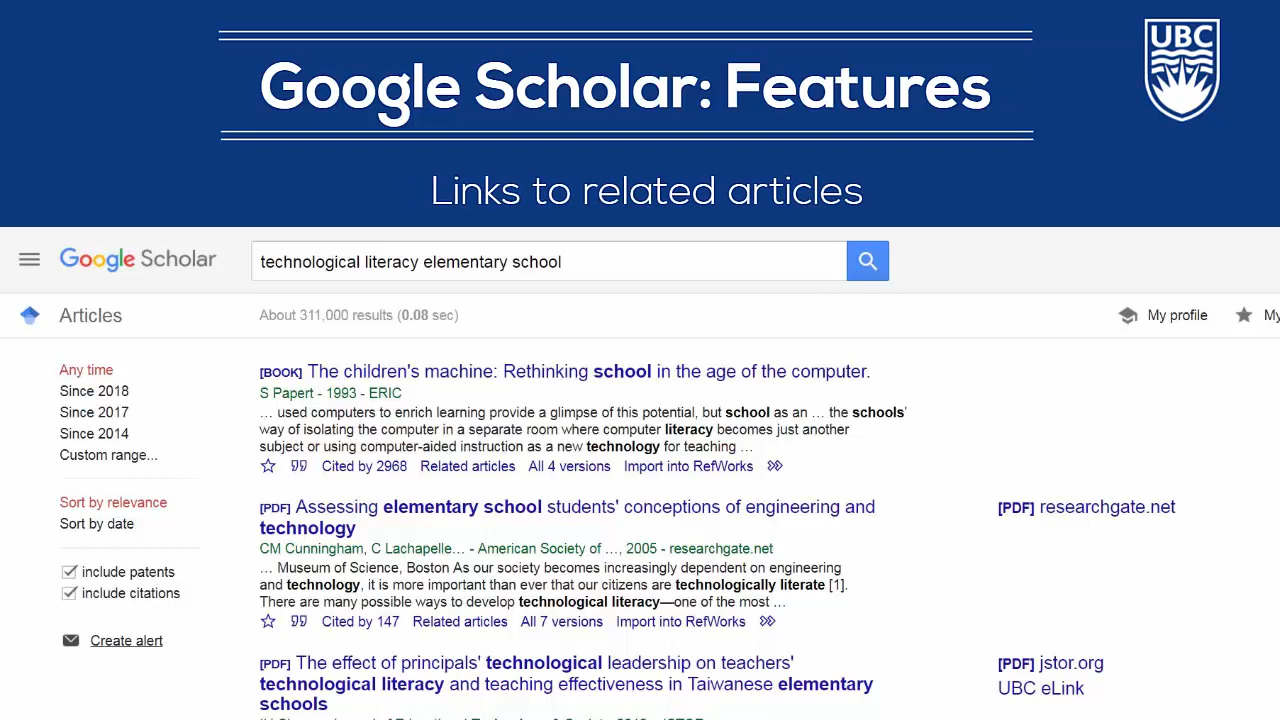 Google Scholar: Features
UBC
Links to related articles
Google Scholar
technological literacy elementary school
Articles
About 311,000 results (0.08 sec)
My profile
My
Any time
Since 2018
Since 2017
Since 2014
Custom range...
Sort by relevance
Sort by date
include patents
include citations
Create alert
[BOOK] The children's machine: Rethinking school in the age of the computer.
S Papert - 1993 - ERIC
... used computers to enrich learning provide a glimpse of this potential, but school as an ... the schools'
way of isolating the computer in a separate room where computer literacy becomes just another
subject or using computer-aided instruction as a new technology for teaching ...
Cited by 2968 Related articles All 4 versions Import into RefWorks
[PDF] Assessing elementary school students' conceptions of engineering and
technology
[PDF] researchgate.net
CM Cunningham, C Lachapelle... - American Society of ..., 2005 - researchgate.net
... Museum of Science, Boston As our society becomes increasingly dependent on engineering
and technology, it is more important than ever that our citizens are technologically literate [1].
There are many possible ways to develop technological literacy—one of the most ...
Cited by 147 Related articles All 7 versions Import into RefWorks
[PDF] The effect of principals' technological leadership on teachers'
technological literacy and teaching effectiveness in Taiwanese elementary
schools
[PDF] jstor.org
UBC eLink